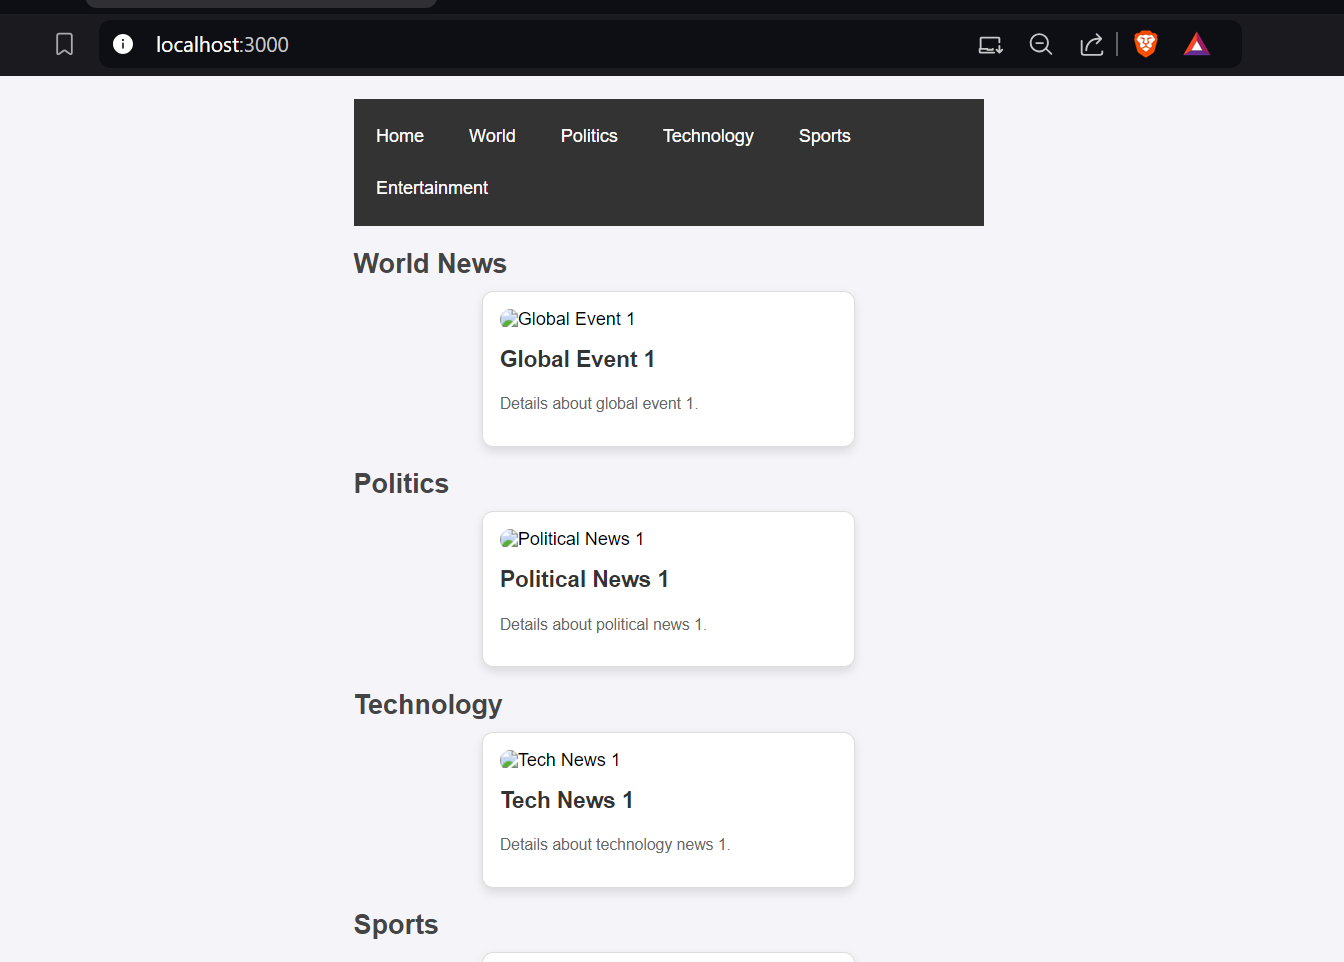 localhost:3000
Home World Politics Technology Sports
Entertainment
World News
Global Event 1
Global Event 1
Details about global event 1.
Politics
Political News 1
Political News 1
Details about political news 1.
Technology
Tech News 1
Tech News 1
Details about technology news 1.
Sports